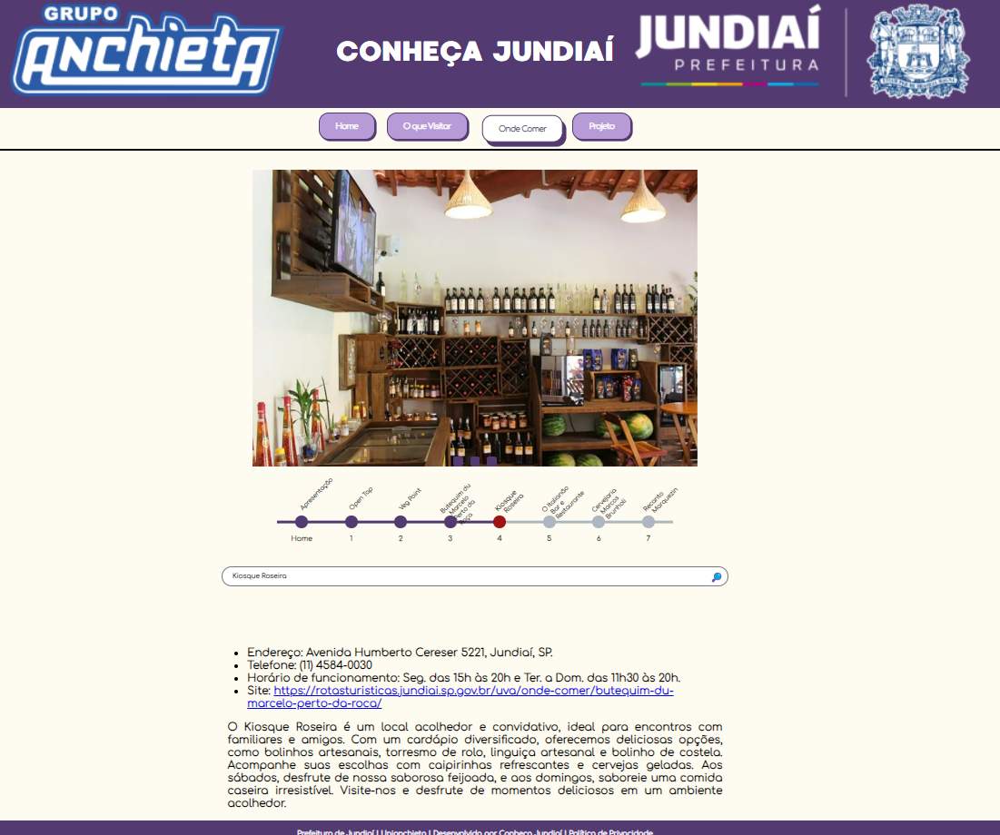 GRUPO
ANCHIETA
CONHEÇA JUNDIAÍ
JUNDIAÍ
PREFEITURA
Home
O que Visitar
Onde Comer
Projeto
Apresentação
Open Tap
Veg Point
Butequim du
Marcelo
Perto da
Roça
Kiosque
Roseira
O Italianão
Bar e
Restaurante
Cervejaria
Marcos
Brunholi
Recanto
Marquezin
Home
1
2
3
4
5
6
7
Kiosque Roseira
Endereço: Avenida Humberto Cereser 5221, Jundiaí, SP.
Telefone: (11) 4584-0030
Horário de funcionamento: Seg. das 15h às 20h e Ter. a Dom. das 11h30 às 20h.
Site: https://rotasturisticas.jundiai.sp.gov.br/uva/onde-comer/butequim-du-
marcelo-perto-da-roca/
O Kiosque Roseira é um local acolhedor e convidativo, ideal para encontros com
familiares e amigos. Com um cardápio diversificado, oferecemos deliciosas opções,
como bolinhos artesanais, torresmo de rolo, linguiça artesanal e bolinho de costela.
Acompanhe suas escolhas com caipirinhas refrescantes e cervejas geladas. Aos
sábados, desfrute de nossa saborosa feijoada, e aos domingos, saboreie uma comida
caseira irresistível. Visite-nos e desfrute de momentos deliciosos em um ambiente
acolhedor.
Prefeitura de Jundiaí | Unianchieta | Desenvolvido por Conheça Jundiaí | Política de Privacidade